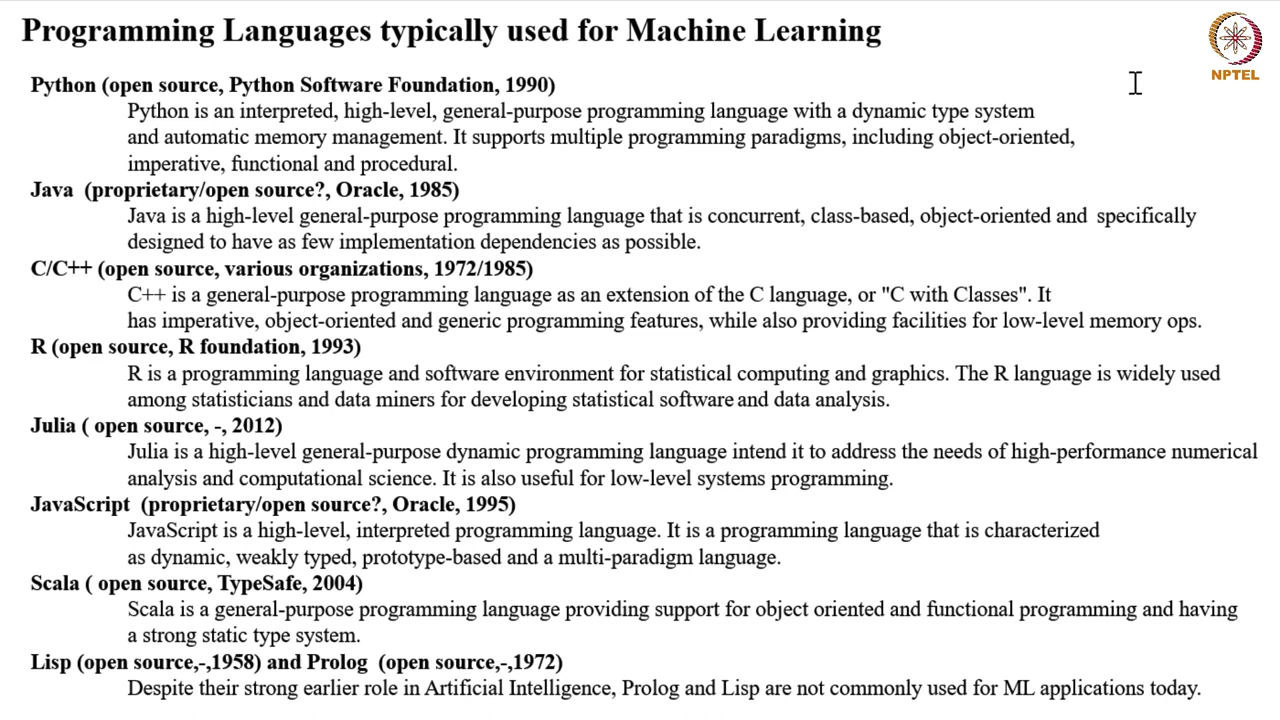 Programming Languages typically used for Machine Learning
NPTEL
Python (open source, Python Software Foundation, 1990)
Python is an interpreted, high-level, general-purpose programming language with a dynamic type system
and automatic memory management. It supports multiple programming paradigms, including object-oriented,
imperative, functional and procedural.
Java (proprietary/open source?, Oracle, 1985)
Java is a high-level general-purpose programming language that is concurrent, class-based, object-oriented and specifically
designed to have as few implementation dependencies as possible.
C/C++ (open source, various organizations, 1972/1985)
C++ is a general-purpose programming language as an extension of the C language, or "C with Classes". It
has imperative, object-oriented and generic programming features, while also providing facilities for low-level memory ops.
R (open source, R foundation, 1993)
R is a programming language and software environment for statistical computing and graphics. The R language is widely used
among statisticians and data miners for developing statistical software and data analysis.
Julia ( open source, -, 2012)
Julia is a high-level general-purpose dynamic programming language intend it to address the needs of high-performance numerical
analysis and computational science. It is also useful for low-level systems programming.
JavaScript (proprietary/open source?, Oracle, 1995)
JavaScript is a high-level, interpreted programming language. It is a programming language that is characterized
as dynamic, weakly typed, prototype-based and a multi-paradigm language.
Scala ( open source, TypeSafe, 2004)
Scala is a general-purpose programming language providing support for object oriented and functional programming and having
a strong static type system.
Lisp (open source,-,1958) and Prolog (open source,-,1972)
Despite their strong earlier role in Artificial Intelligence, Prolog and Lisp are not commonly used for ML applications today.